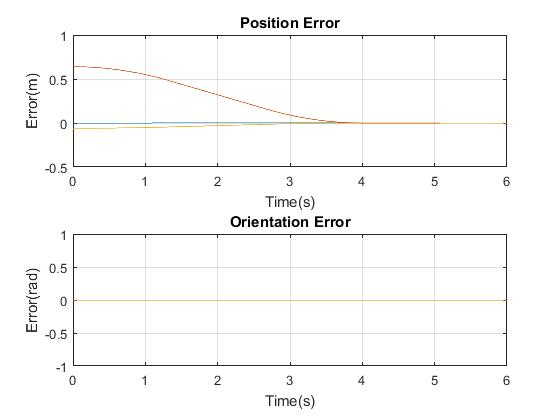 Position Error
1
0.5
0
-0.5
Error(m)
0 1 2 3 4 5 6
Time(s)
Orientation Error
1
0.5
0
-0.5
-1
Error(rad)
0 1 2 3 4 5 6
Time(s)